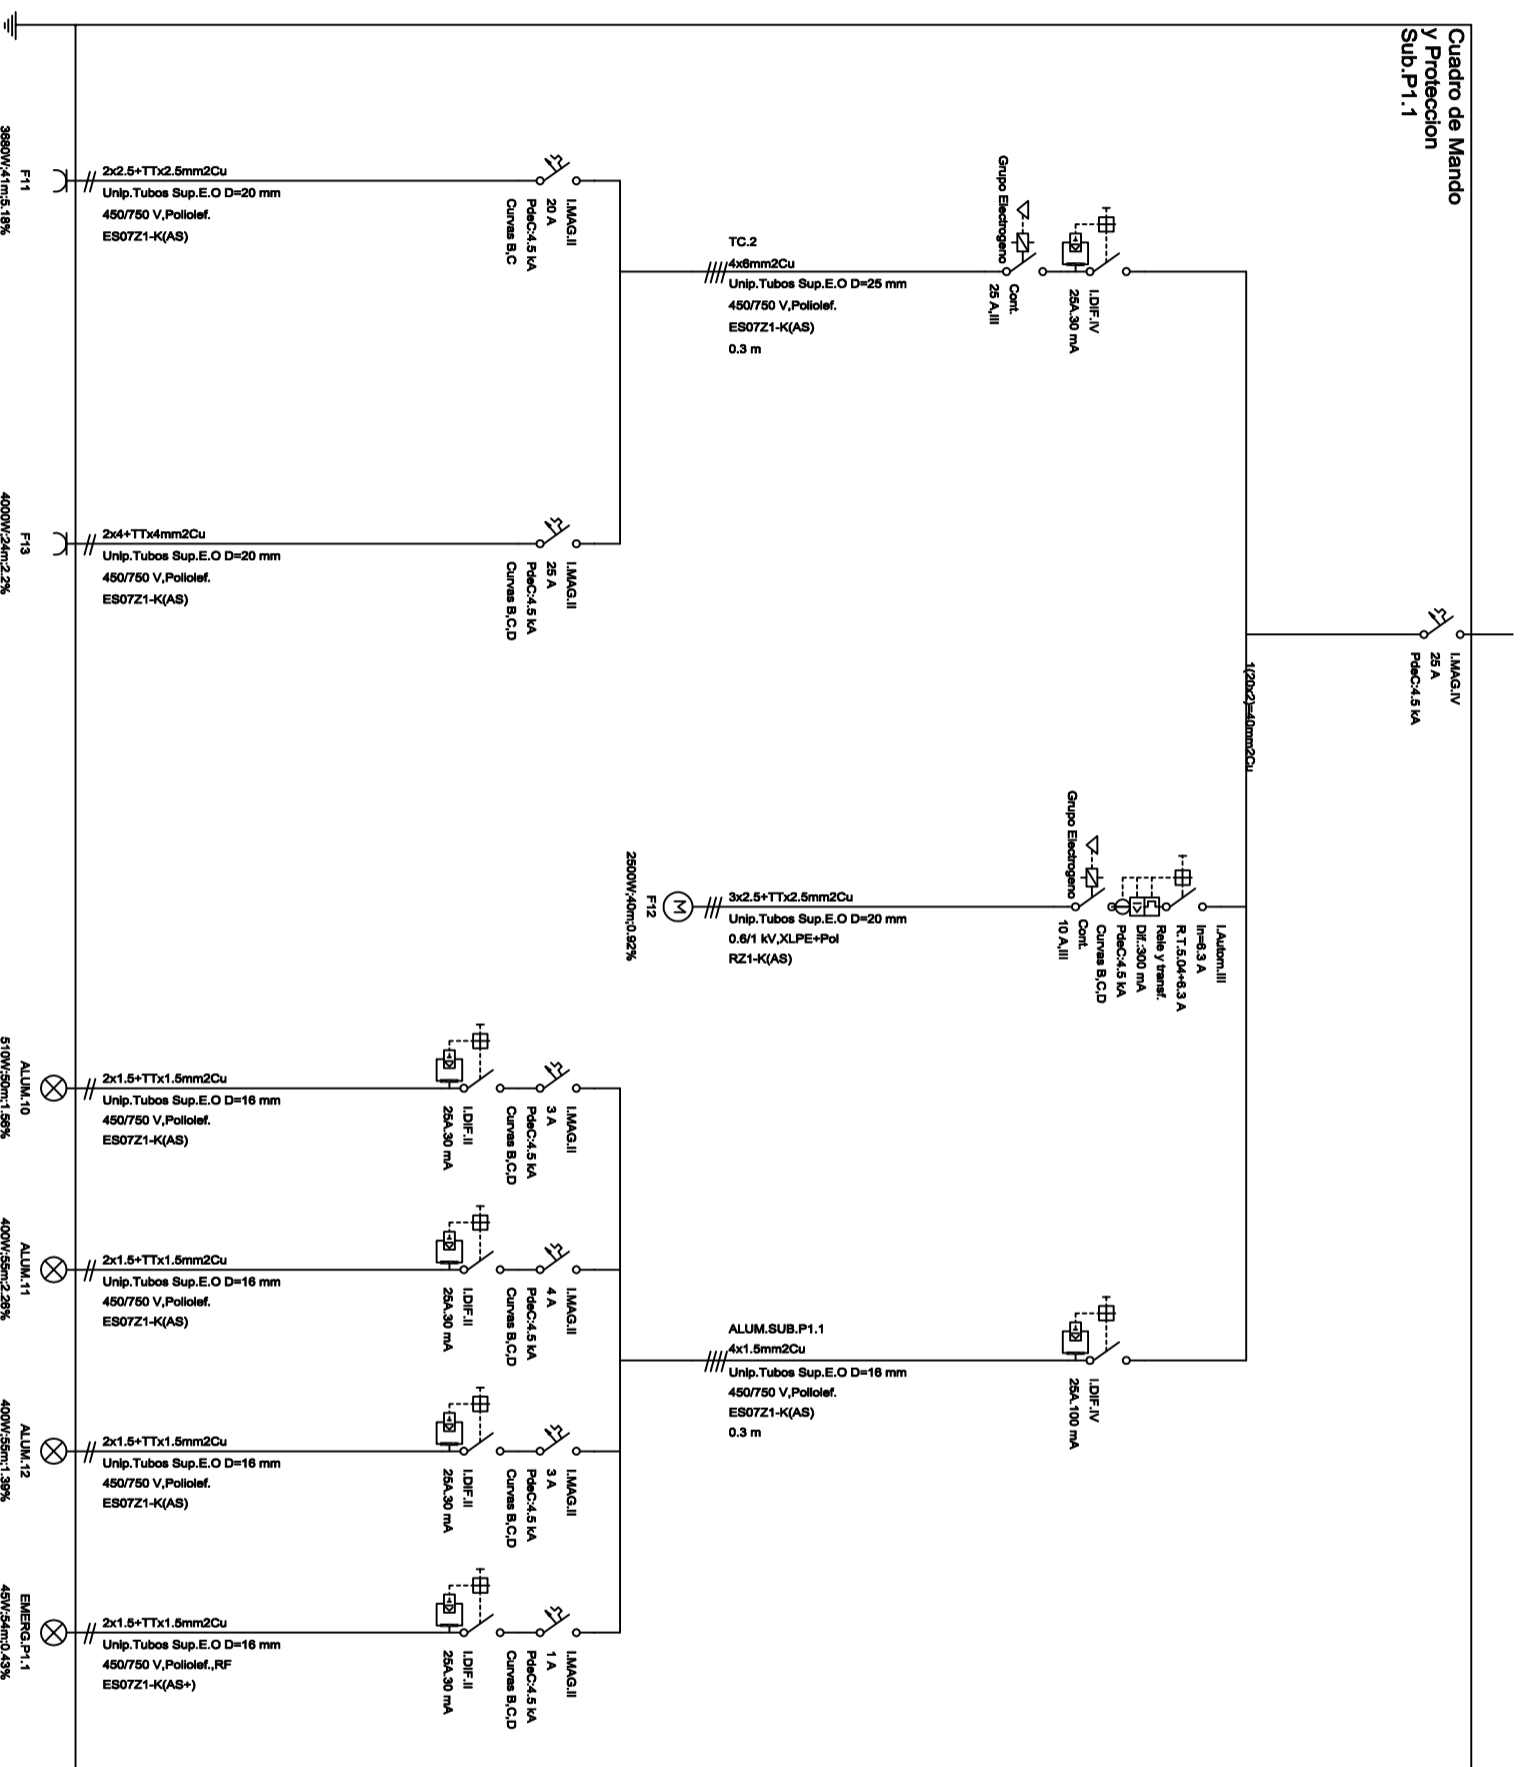 Cuadro de Mando
y Proteccion
Sub.P1.1
I.MAG.IV
25 A
PdeC:4.5 kA
1(20x2)=40mm2Cu
I.DIF.IV
25A.30 mA
Grupo Electrogeno
Cont.
25 A,III
TC.2
4x6mm2Cu
Unip.Tubos Sup.E.O D=25 mm
450/750 V,Poliolef.
ES07Z1-K(AS)
0.3 m
I.MAG.II
20 A
PdeC:4.5 kA
Curvas B,C
2x2.5+TTx2.5mm2Cu
Unip.Tubos Sup.E.O D=20 mm
450/750 V,Poliolef.
ES07Z1-K(AS)
F11
3680W;41m;5.18%
I.MAG.II
25 A
PdeC:4.5 kA
Curvas B,C,D
2x4+TTx4mm2Cu
Unip.Tubos Sup.E.O D=20 mm
450/750 V,Poliolef.
ES07Z1-K(AS)
F13
4000W;24m;2.2%
I.Autom.III
In=6.3 A
R.T.5.04÷6.3 A
Rele y transf.
Dif.:300 mA
PdeC:4.5 kA
Curvas B,C,D
Grupo Electrogeno
Cont.
10 A,III
3x2.5+TTx2.5mm2Cu
Unip.Tubos Sup.E.O D=20 mm
0.6/1 kV,XLPE+Pol
RZ1-K(AS)
M
F12
2500W;40m;0.92%
I.DIF.IV
25A.100 mA
ALUM.SUB.P1.1
4x1.5mm2Cu
Unip.Tubos Sup.E.O D=16 mm
450/750 V,Poliolef.
ES07Z1-K(AS)
0.3 m
I.MAG.II
3 A
PdeC:4.5 kA
Curvas B,C,D
I.DIF.II
25A.30 mA
2x1.5+TTx1.5mm2Cu
Unip.Tubos Sup.E.O D=16 mm
450/750 V,Poliolef.
ES07Z1-K(AS)
ALUM.10
510W;50m;1.56%
I.MAG.II
4 A
PdeC:4.5 kA
Curvas B,C,D
I.DIF.II
25A.30 mA
2x1.5+TTx1.5mm2Cu
Unip.Tubos Sup.E.O D=16 mm
450/750 V,Poliolef.
ES07Z1-K(AS)
ALUM.11
400W;55m;2.26%
I.MAG.II
3 A
PdeC:4.5 kA
Curvas B,C,D
I.DIF.II
25A.30 mA
2x1.5+TTx1.5mm2Cu
Unip.Tubos Sup.E.O D=16 mm
450/750 V,Poliolef.
ES07Z1-K(AS)
ALUM.12
400W;55m;1.39%
I.MAG.II
1 A
PdeC:4.5 kA
Curvas B,C,D
I.DIF.II
25A.30 mA
2x1.5+TTx1.5mm2Cu
Unip.Tubos Sup.E.O D=16 mm
450/750 V,Poliolef.,RF
ES07Z1-K(AS+)
EMERG.P1.1
45W;54m;0.43%